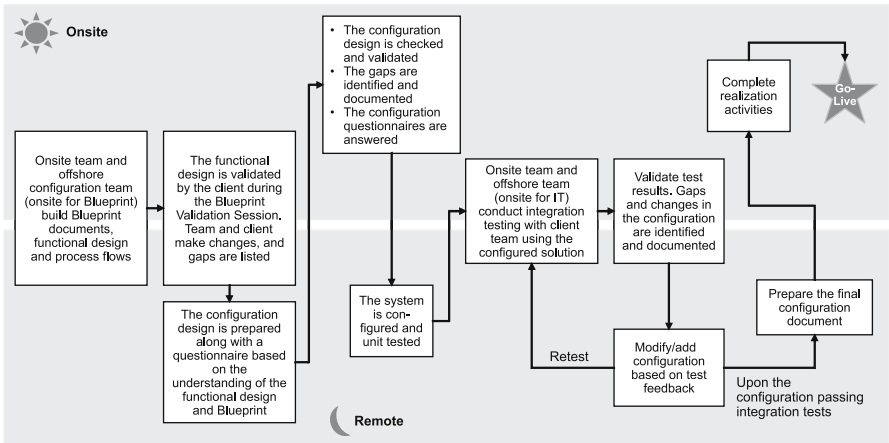 Onsite
Onsite team and
offshore
configuration team
(onsite for Blueprint)
build Blueprint
documents,
functional design
and process flows
The functional
design is validated
by the client during
the Blueprint
Validation Session.
Team and client
make changes, and
gaps are listed
The configuration
design is prepared
along with a
questionnaire based
on the
understanding of the
functional design
and Blueprint
• The configuration
design is checked
and validated
• The gaps are
identified and
documented
• The configuration
questionnaires are
answered
The system
is con-
figured and
unit tested
Onsite team and
offshore team
(onsite for IT)
conduct integration
testing with client
team using the
configured solution
Validate test
results. Gaps
and changes in
the configuration
are identified
and documented
Modify/add
configuration
based on test
feedback
Retest
Upon the
configuration passing
integration tests
Prepare the final
configuration
document
Complete
realization
activities
Go-
Live
Remote